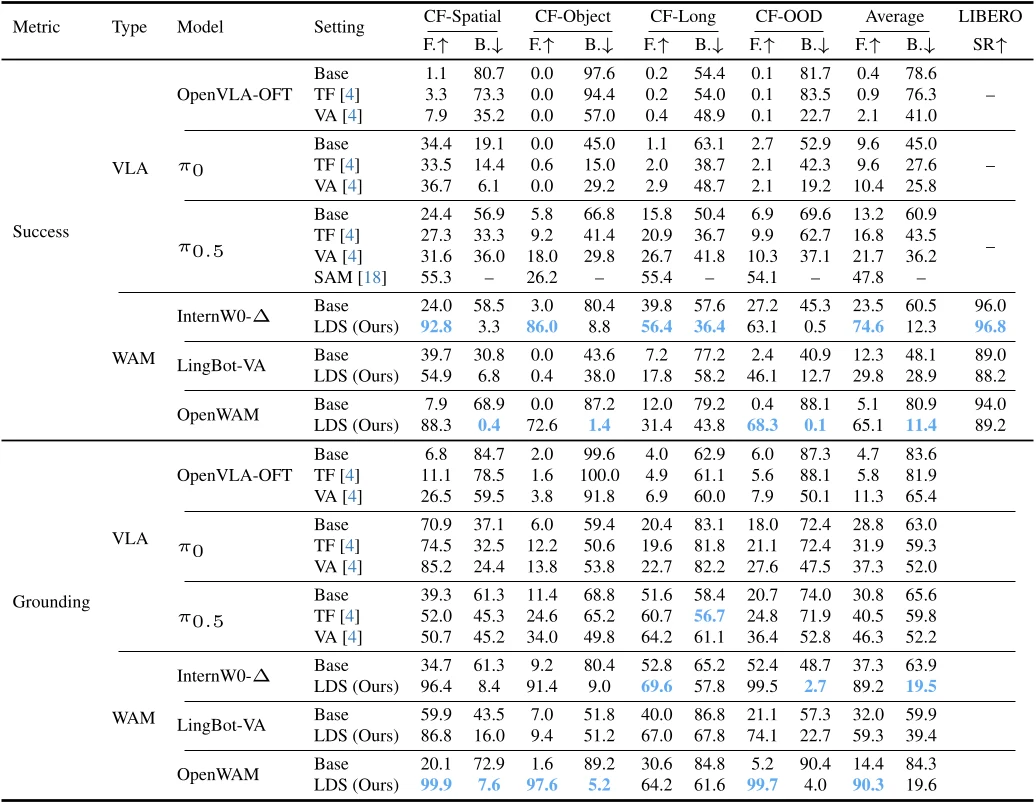 Metric Type Model Setting CF-Spatial CF-Object CF-Long CF-OOD Average LIBERO
F.↑ B.↓ F.↑ B.↓ F.↑ B.↓ F.↑ B.↓ F.↑ B.↓ SR↑
Success VLA OpenVLA-OFT Base 1.1 80.7 0.0 97.6 0.2 54.4 0.1 81.7 0.4 78.6 –
TF [4] 3.3 73.3 0.0 94.4 0.2 54.0 0.1 83.5 0.9 76.3
VA [4] 7.9 35.2 0.0 57.0 0.4 48.9 0.1 22.7 2.1 41.0
π0 Base 34.4 19.1 0.0 45.0 1.1 63.1 2.7 52.9 9.6 45.0 –
TF [4] 33.5 14.4 0.6 15.0 2.0 38.7 2.1 42.3 9.6 27.6
VA [4] 36.7 6.1 0.0 29.2 2.9 48.7 2.1 19.2 10.4 25.8
π0.5 Base 24.4 56.9 5.8 66.8 15.8 50.4 6.9 69.6 13.2 60.9 –
TF [4] 27.3 33.3 9.2 41.4 20.9 36.7 9.9 62.7 16.8 43.5
VA [4] 31.6 36.0 18.0 29.8 26.7 41.8 10.3 37.1 21.7 36.2
SAM [18] 55.3 – 26.2 – 55.4 – 54.1 – 47.8 –
WAM InternW0-Δ Base 24.0 58.5 3.0 80.4 39.8 57.6 27.2 45.3 23.5 60.5 96.0
LDS (Ours) 92.8 3.3 86.0 8.8 56.4 36.4 63.1 0.5 74.6 12.3 96.8
LingBot-VA Base 39.7 30.8 0.0 43.6 7.2 77.2 2.4 40.9 12.3 48.1 89.0
LDS (Ours) 54.9 6.8 0.4 38.0 17.8 58.2 46.1 12.7 29.8 28.9 88.2
OpenWAM Base 7.9 68.9 0.0 87.2 12.0 79.2 0.4 88.1 5.1 80.9 94.0
LDS (Ours) 88.3 0.4 72.6 1.4 31.4 43.8 68.3 0.1 65.1 11.4 89.2
Grounding VLA OpenVLA-OFT Base 6.8 84.7 2.0 99.6 4.0 62.9 6.0 87.3 4.7 83.6
TF [4] 11.1 78.5 1.6 100.0 4.9 61.1 5.6 88.1 5.8 81.9
VA [4] 26.5 59.5 3.8 91.8 6.9 60.0 7.9 50.1 11.3 65.4
π0 Base 70.9 37.1 6.0 59.4 20.4 83.1 18.0 72.4 28.8 63.0
TF [4] 74.5 32.5 12.2 50.6 19.6 81.8 21.1 72.4 31.9 59.3
VA [4] 85.2 24.4 13.8 53.8 22.7 82.2 27.6 47.5 37.3 52.0
π0.5 Base 39.3 61.3 11.4 68.8 51.6 58.4 20.7 74.0 30.8 65.6
TF [4] 52.0 45.3 24.6 65.2 60.7 56.7 24.8 71.9 40.5 59.8
VA [4] 50.7 45.2 34.0 49.8 64.2 61.1 36.4 52.8 46.3 52.2
WAM InternW0-Δ Base 34.7 61.3 9.2 80.4 52.8 65.2 52.4 48.7 37.3 63.9
LDS (Ours) 96.4 8.4 91.4 9.0 69.6 57.8 99.5 2.7 89.2 19.5
LingBot-VA Base 59.9 43.5 7.0 51.8 40.0 86.8 21.1 57.3 32.0 59.9
LDS (Ours) 86.8 16.0 9.4 51.2 67.0 67.8 74.1 22.7 59.3 39.4
OpenWAM Base 20.1 72.9 1.6 89.2 30.6 84.8 5.2 90.4 14.4 84.3
LDS (Ours) 99.9 7.6 97.6 5.2 64.2 61.6 99.7 4.0 90.3 19.6